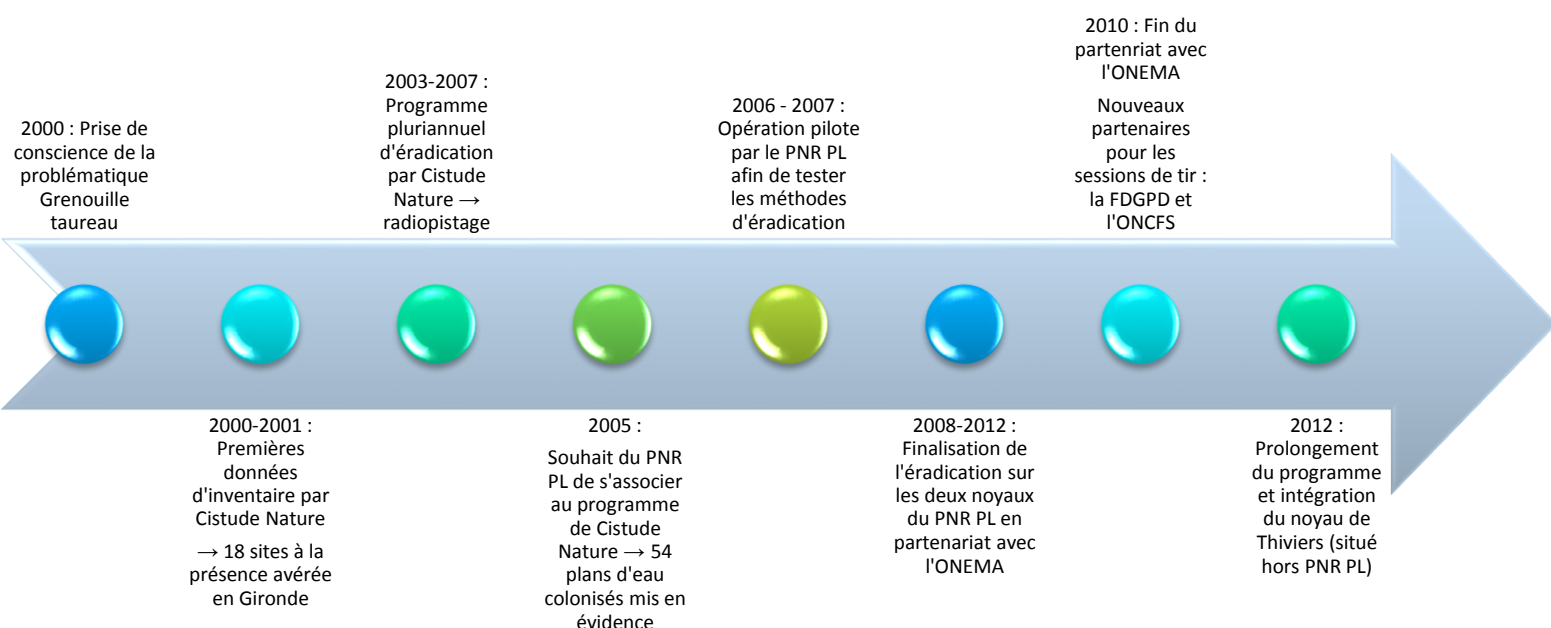 2000 : Prise de
conscience de la
problématique
Grenouille
taureau
2000-2001 :
Premières
données
d'inventaire par
Cistude Nature
→ 18 sites à la
présence avérée
en Gironde
2003-2007 :
Programme
pluriannuel
d'éradication
par Cistude
Nature →
radiopistage
2005 :
Souhait du PNR
PL de s'associer
au programme
de Cistude
Nature → 54
plans d'eau
colonisés mis en
évidence
2006 - 2007 :
Opération pilote
par le PNR PL
afin de tester
les méthodes
d'éradication
2008-2012 :
Finalisation de
l'éradication sur
les deux noyaux
du PNR PL en
partenariat avec
l'ONEMA
2010 : Fin du
partenriat avec
l'ONEMA
Nouveaux
partenaires
pour les
sessions de tir :
la FDGPD et
l'ONCFS
2012 :
Prolongement
du programme
et intégration
du noyau de
Thiviers (situé
hors PNR PL)